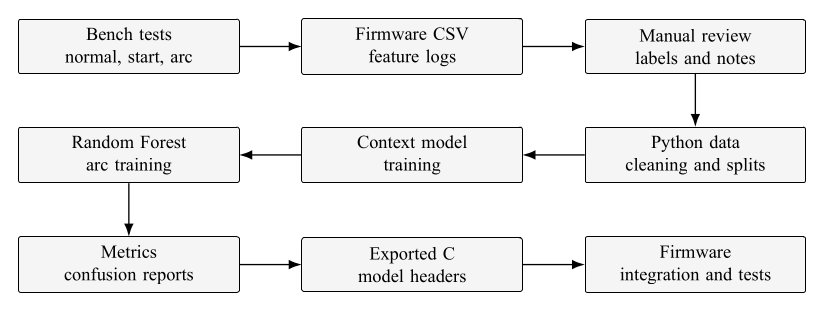 Bench tests
normal, start, arc
Firmware CSV
feature logs
Manual review
labels and notes
Python data
cleaning and splits
Context model
training
Random Forest
arc training
Metrics
confusion reports
Exported C
model headers
Firmware
integration and tests